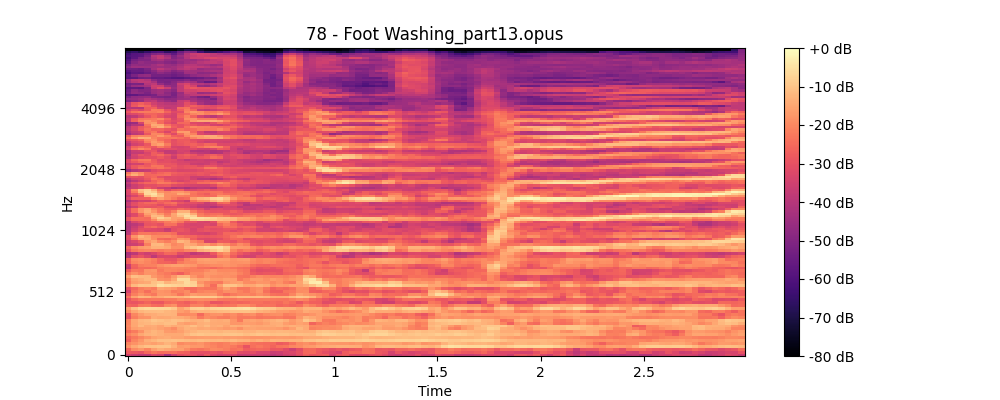 78 - Foot Washing_part13.opus
Hz
4096
2048
1024
512
0
0 0.5 1 1.5 2 2.5
Time
+0 dB
-10 dB
-20 dB
-30 dB
-40 dB
-50 dB
-60 dB
-70 dB
-80 dB